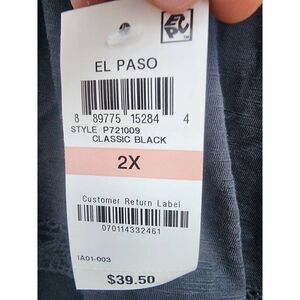 EL PASO
8 89775 15284 4
STYLE P721009
CLASSIC BLACK
2X
Customer Return Label
070114332461
IA01-003
$39.50